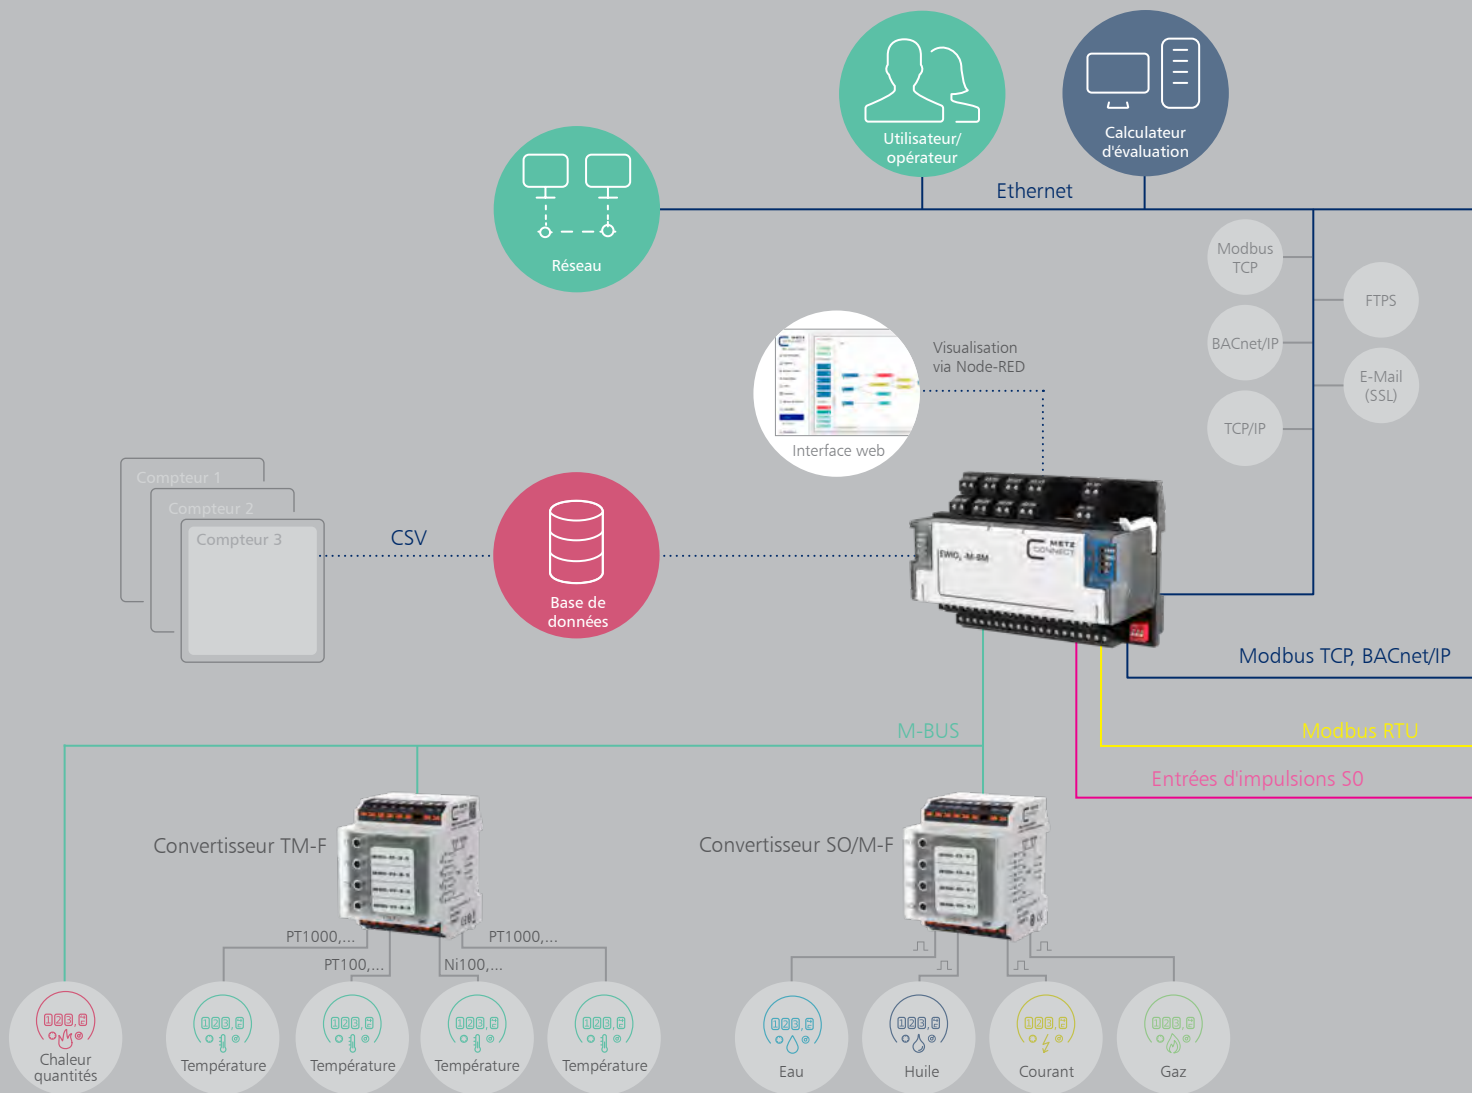 Utilisateur/
opérateur
Calculateur
d'évaluation
Ethernet
Réseau
Modbus
TCP
FTPS
BACnet/IP
E-Mail
(SSL)
TCP/IP
Visualisation
via Node-RED
METZ
CONNECT
Interface web
Compteur 1
Compteur 2
Compteur 3
CSV
Base de
données
METZ
CONNECT
EWIO₂ -M-BM
Modbus TCP, BACnet/IP
M-BUS
Modbus RTU
Entrées d'impulsions S0
Convertisseur TM-F
Convertisseur SO/M-F
PT1000,...
PT1000,...
PT100,...
Ni100,...
Chaleur
quantités
Température
Température
Température
Température
Eau
Huile
Courant
Gaz